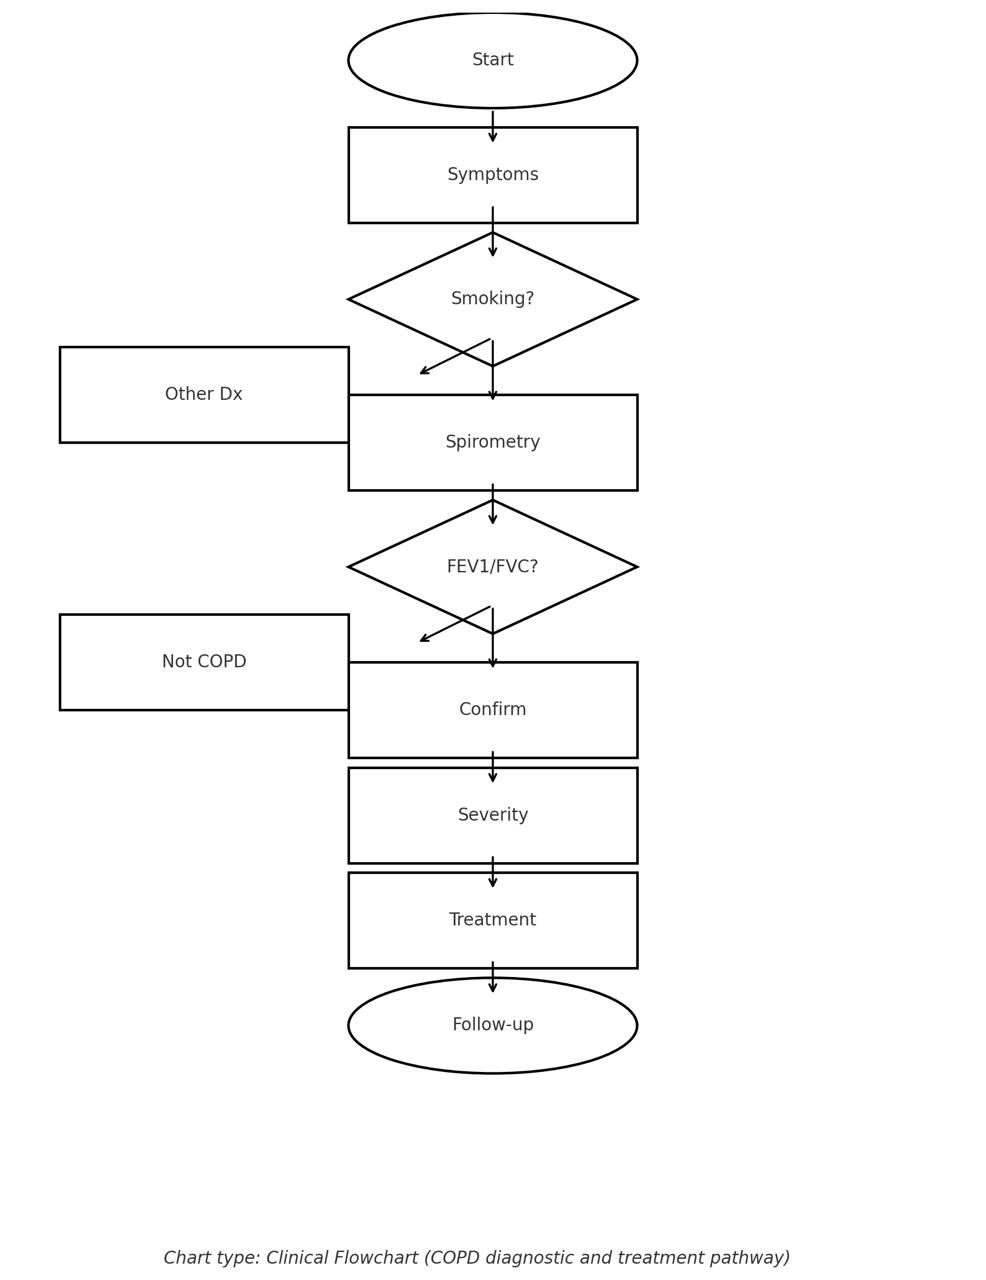 Start
Symptoms
Smoking?
Other Dx
Spirometry
FEV1/FVC?
Not COPD
Confirm
Severity
Treatment
Follow-up
Chart type: Clinical Flowchart (COPD diagnostic and treatment pathway)